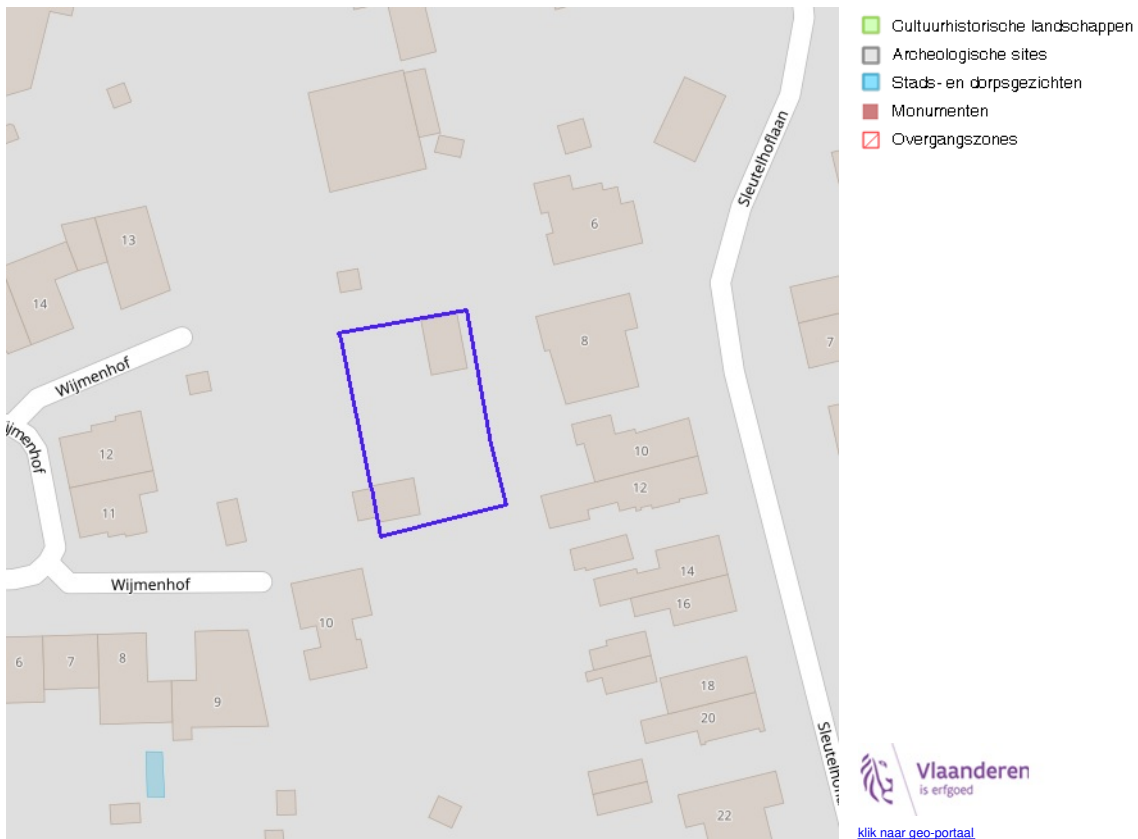 Cultuurhistorische landschappen
Archeologische sites
Stads- en dorpsgezichten
Monumenten
Overgangszones
Sleutelhoflaan
6
13
14
8
7
Wijmenhof
Wijmenhof
12
11
10
12
Wijmenhof
14
16
10
6
7
8
9
18
20
22
Vlaanderen
is erfgoed
klik naar geo-portaal